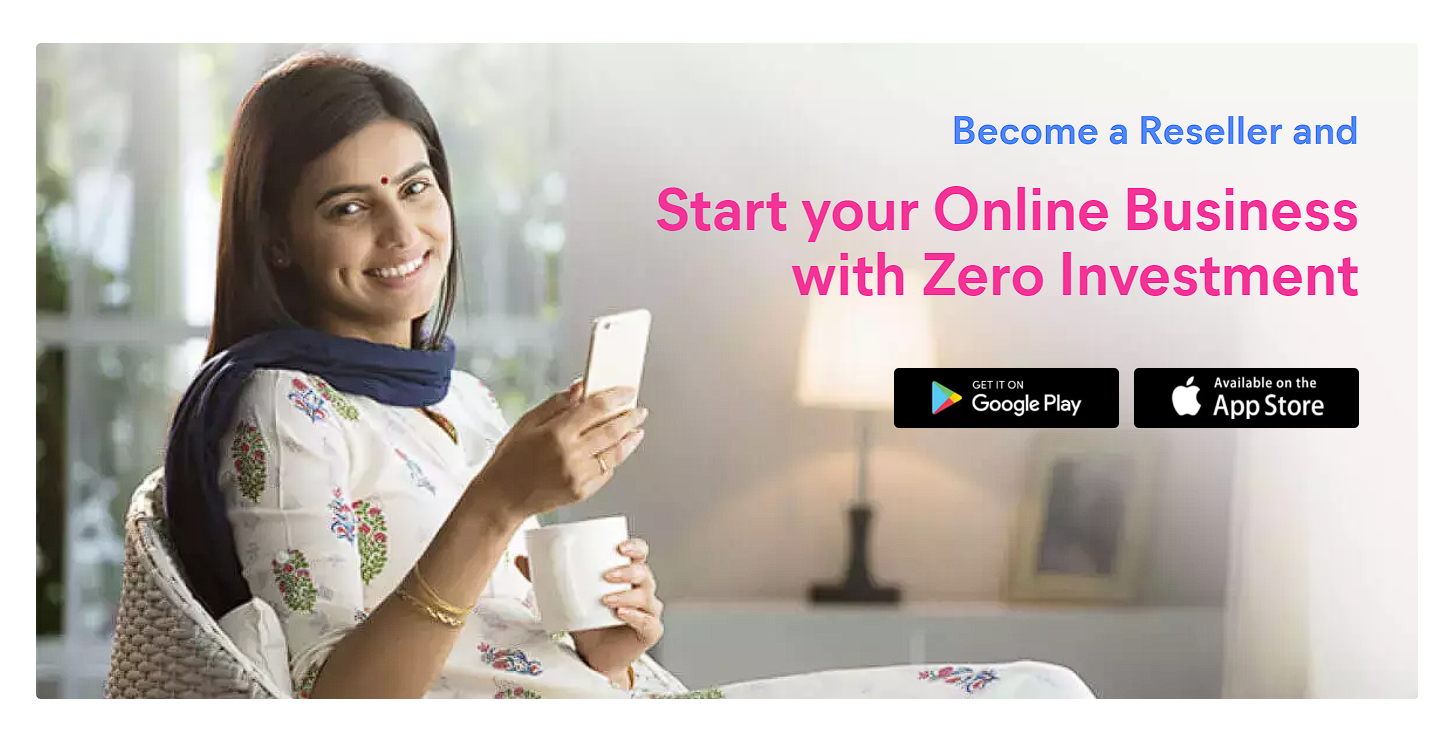 Become a Reseller and
Start your Online Business
with Zero Investment
GET IT ON
Google Play
Available on the
App Store